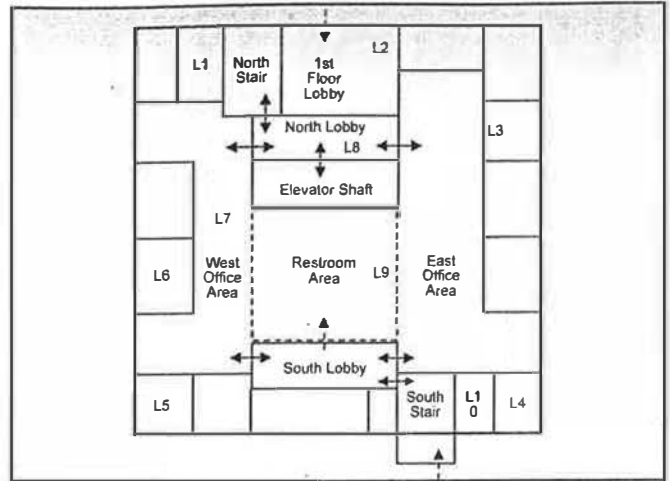 L1
North
Stair
1st
Floor
Lobby
L2
North Lobby
L8
L3
Elevator Shaft
L7
L6
West
Office
Area
Restroom
Area
L9
East
Office
Area
South Lobby
L5
South
Stair
L1
0
L4